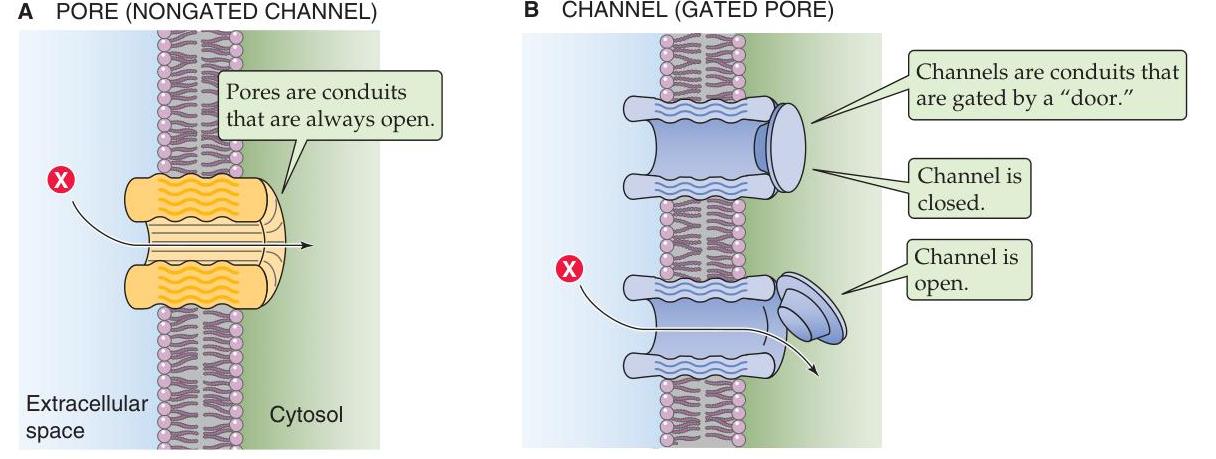 A PORE (NONGATED CHANNEL)
Pores are conduits
that are always open.
X
Extracellular
space
Cytosol
B CHANNEL (GATED PORE)
Channels are conduits that
are gated by a “door.”
Channel is
closed.
Channel is
open.
X